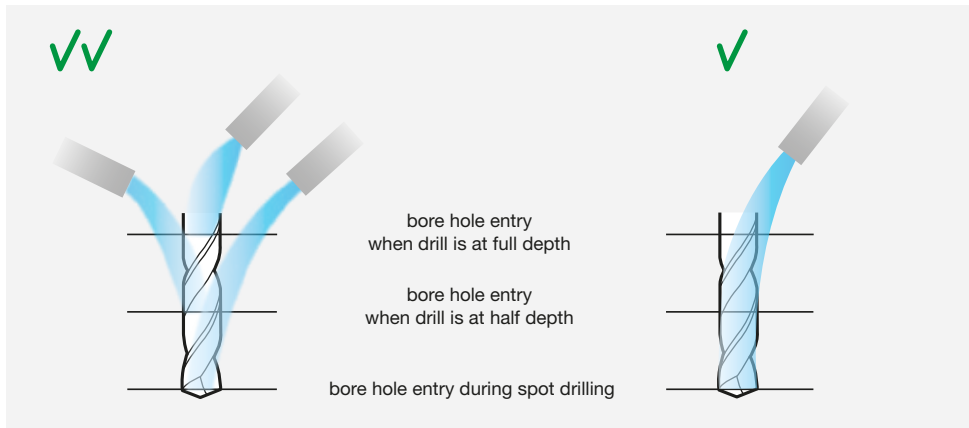 bore hole entry
when drill is at full depth
bore hole entry
when drill is at half depth
bore hole entry during spot drilling